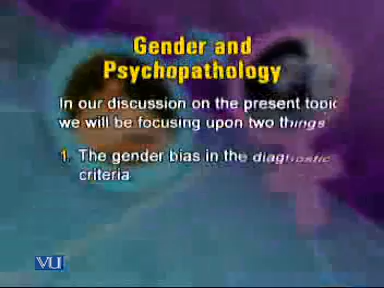 Gender and
Psychopathology
In our discussion on the present topic
we will be focusing upon two things
1. The gender bias in the diagnostic
criteria
VU